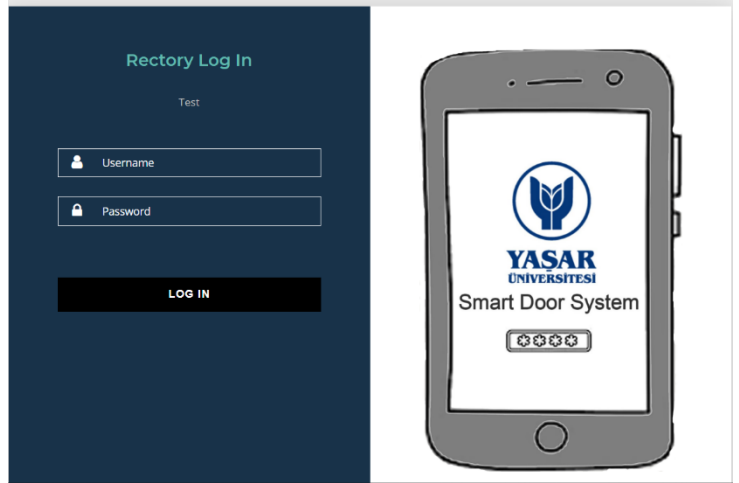 Rectory Log In
Test
Username
Password
LOG IN
YAŞAR
ÜNİVERSİTESİ
Smart Door System
****